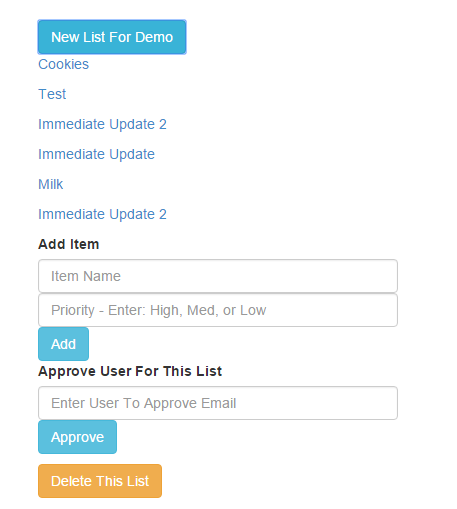 New List For Demo
Cookies
Test
Immediate Update 2
Immediate Update
Milk
Immediate Update 2
Add Item
Item Name
Priority - Enter: High, Med, or Low
Add
Approve User For This List
Enter User To Approve Email
Approve
Delete This List